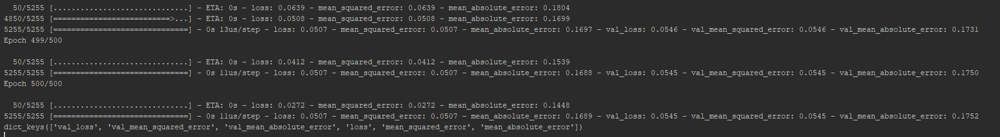 50/5255 [..............................] - ETA: 0s - loss: 0.0639 - mean_squared_error: 0.0639 - mean_absolute_error: 0.1804
4850/5255 [==========================>...] - ETA: 0s - loss: 0.0508 - mean_squared_error: 0.0508 - mean_absolute_error: 0.1699
5255/5255 [==============================] - 0s 13us/step - loss: 0.0507 - mean_squared_error: 0.0507 - mean_absolute_error: 0.1697 - val_loss: 0.0546 - val_mean_squared_error: 0.0546 - val_mean_absolute_error: 0.1731
Epoch 499/500
50/5255 [..............................] - ETA: 0s - loss: 0.0412 - mean_squared_error: 0.0412 - mean_absolute_error: 0.1539
5255/5255 [==============================] - 0s 11us/step - loss: 0.0507 - mean_squared_error: 0.0507 - mean_absolute_error: 0.1688 - val_loss: 0.0545 - val_mean_squared_error: 0.0545 - val_mean_absolute_error: 0.1750
Epoch 500/500
50/5255 [..............................] - ETA: 0s - loss: 0.0272 - mean_squared_error: 0.0272 - mean_absolute_error: 0.1448
5255/5255 [==============================] - 0s 11us/step - loss: 0.0507 - mean_squared_error: 0.0507 - mean_absolute_error: 0.1689 - val_loss: 0.0545 - val_mean_squared_error: 0.0545 - val_mean_absolute_error: 0.1752
dict_keys(['val_loss', 'val_mean_squared_error', 'val_mean_absolute_error', 'loss', 'mean_squared_error', 'mean_absolute_error'])